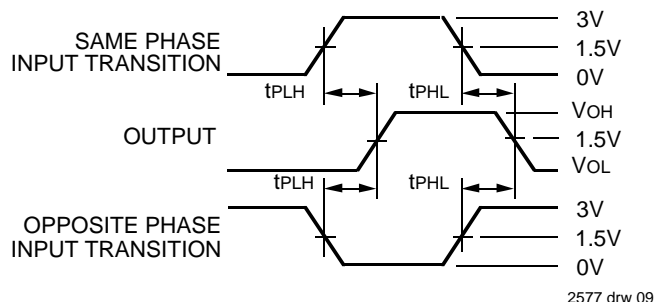 SAME PHASE
INPUT TRANSITION
3V
1.5V
0V
tPLH
tPHL
OUTPUT
VOH
1.5V
VOL
tPLH
tPHL
OPPOSITE PHASE
INPUT TRANSITION
3V
1.5V
0V
2577 drw 09